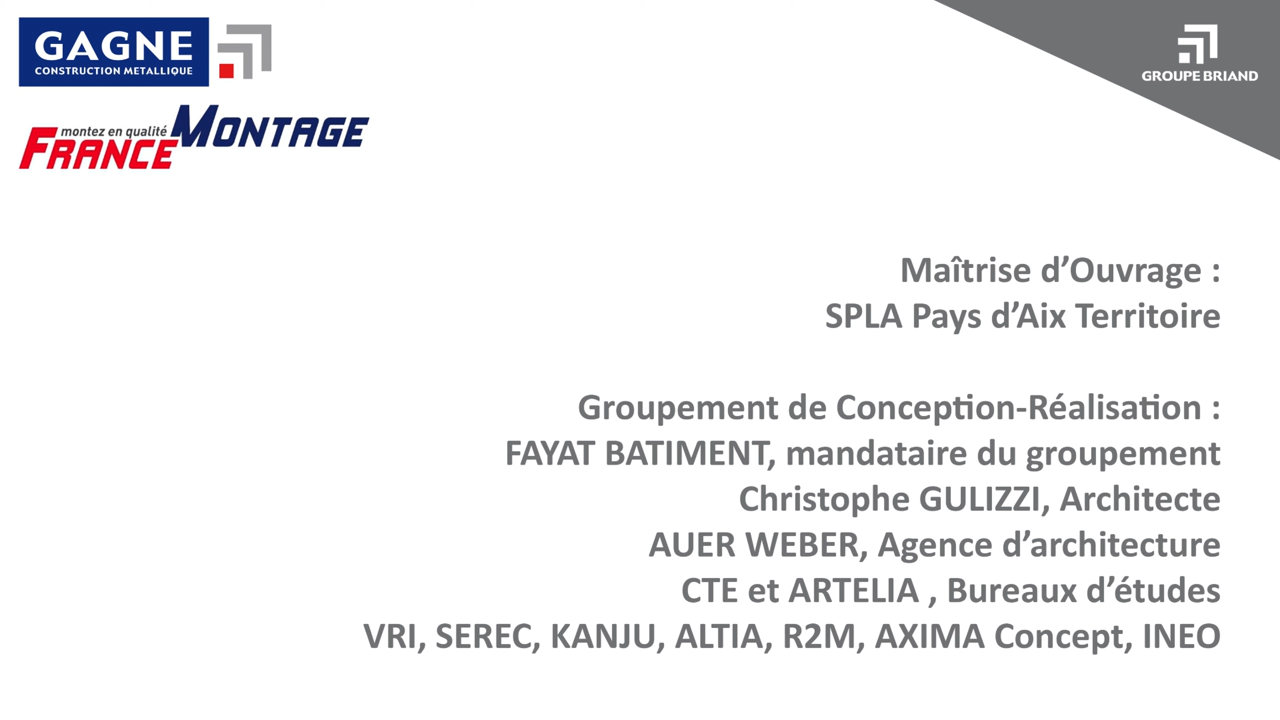 GAGNE
CONSTRUCTION METALLIQUE
GROUPE BRIAND
montez en qualité
FRANCE MONTAGE
Maîtrise d’Ouvrage :
SPLA Pays d’Aix Territoire
Groupement de Conception-Réalisation :
FAYAT BATIMENT, mandataire du groupement
Christophe GULIZZI, Architecte
AUER WEBER, Agence d’architecture
CTE et ARTELIA , Bureaux d’études
VRI, SEREC, KANJU, ALTIA, R2M, AXIMA Concept, INEO